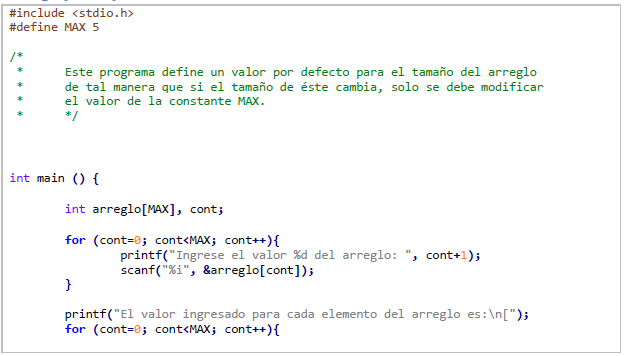 #include <stdio.h>
#define MAX 5
/*
* Este programa define un valor por defecto para el tamaño del arreglo
* de tal manera que si el tamaño de éste cambia, solo se debe modificar
* el valor de la constante MAX.
* */
int main () {
int arreglo[MAX], cont;
for (cont=0; cont<MAX; cont++){
printf("Ingrese el valor %d del arreglo: ", cont+1);
scanf("%i", &arreglo[cont]);
}
printf("El valor ingresado para cada elemento del arreglo es:\n[");
for (cont=0; cont<MAX; cont++){